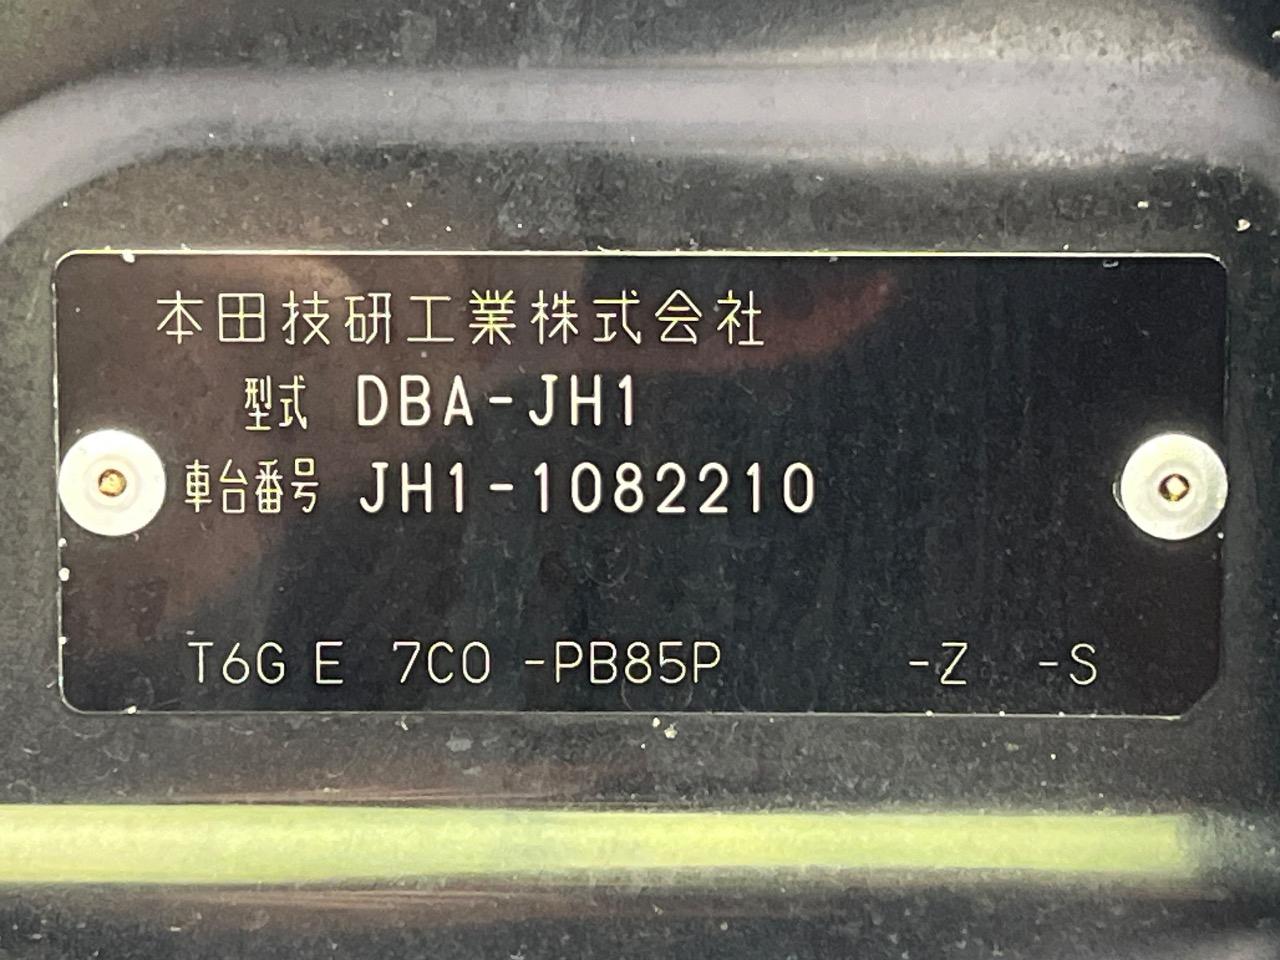 本田技研工業株式会社
型式 DBA-JH1
車台番号 JH1-1082210
T6G E 7C0 -PB85P -Z -S